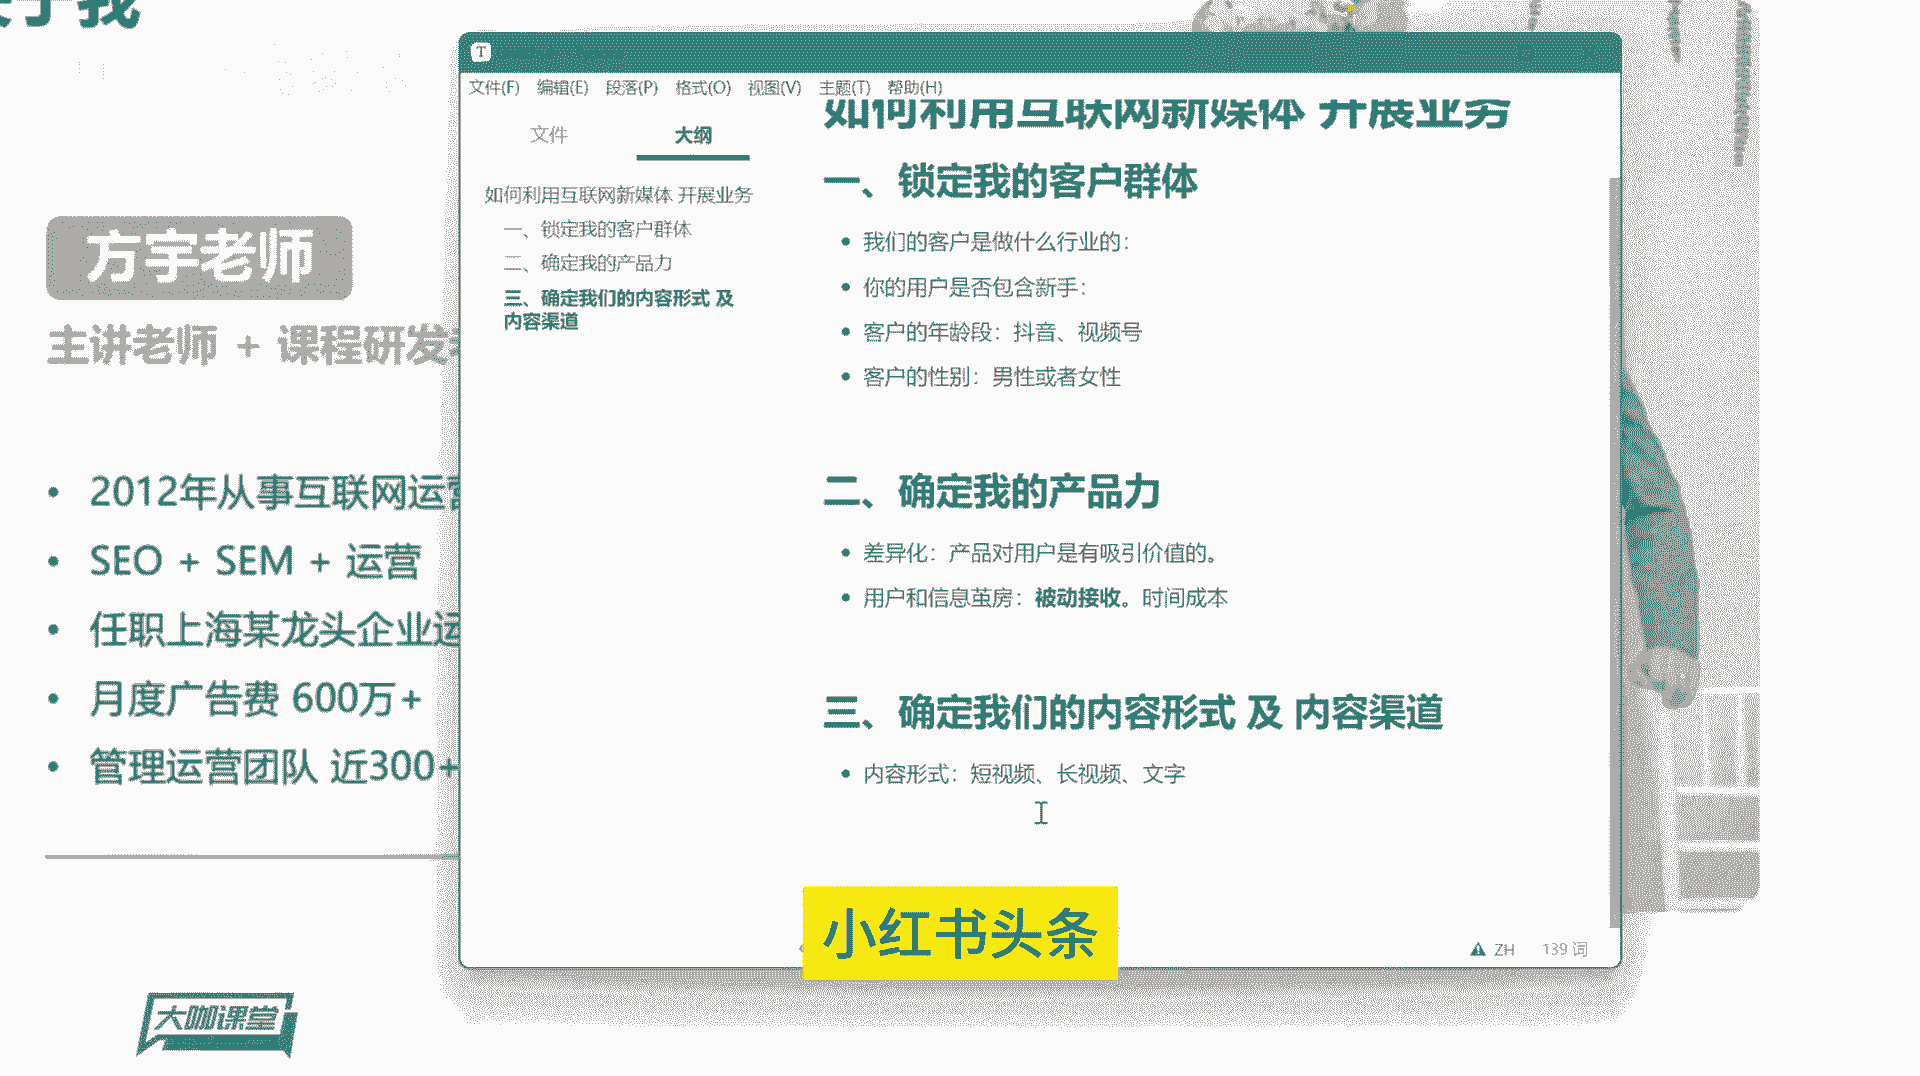 方宇老师
主讲老师 + 课程研发
2012年从事互联网运营
SEO + SEM + 运营
任职上海某龙头企业运
月度广告费 600万+
管理运营团队 近300+
大咖课堂
T
文件(F) 编辑(E) 段落(P) 格式(O) 视图(V) 主题(T) 帮助(H)
文件 大纲
如何利用互联网新媒体 开展业务
一、锁定我的客户群体
二、确定我的产品力
三、确定我们的内容形式 及
内容渠道
如何利用互联网新媒体 开展业务
一、锁定我的客户群体
我们的客户是做什么行业的：
你的用户是否包含新手：
客户的年龄段：抖音、视频号
客户的性别：男性或者女性
二、确定我的产品力
差异化：产品对用户是有吸引价值的。
用户和信息茧房：被动接收。时间成本
三、确定我们的内容形式 及 内容渠道
内容形式：短视频、长视频、文字
小红书头条
ZH 139 词